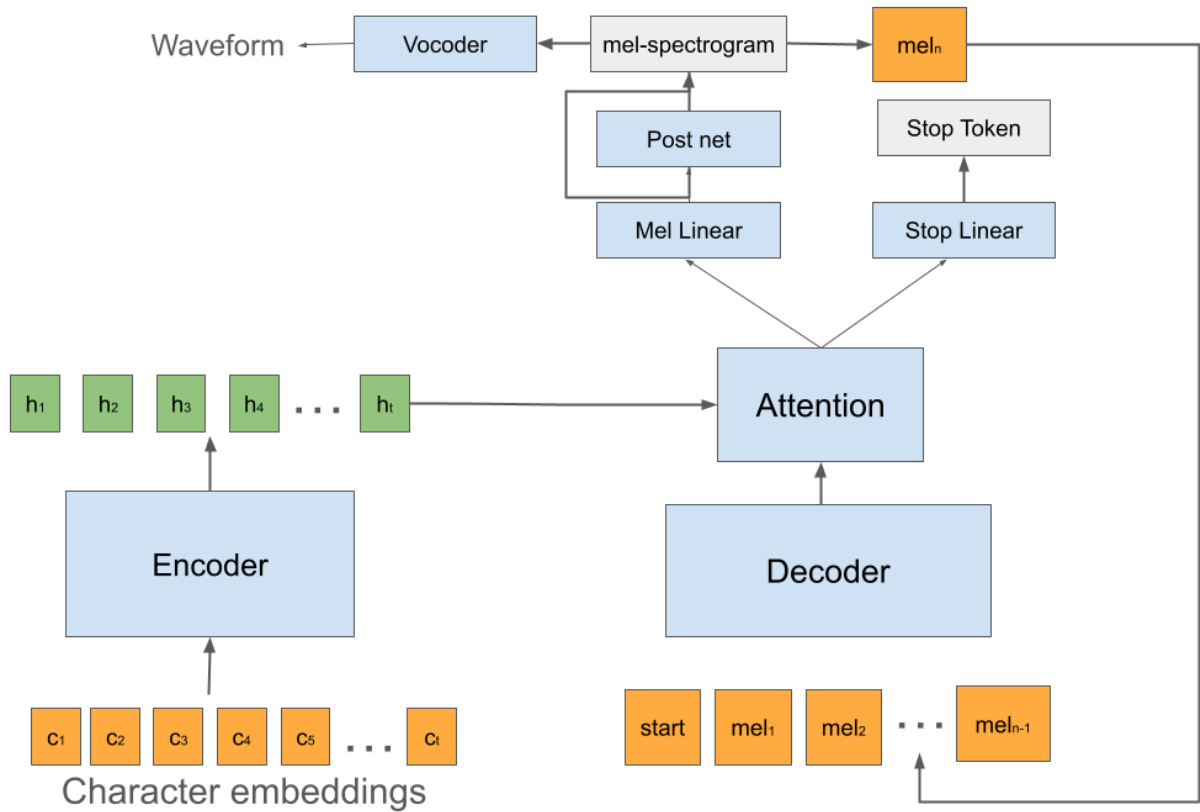 Waveform
Vocoder
mel-spectrogram
melₙ
Post net
Stop Token
Mel Linear
Stop Linear
h₁ h₂ h₃ h₄ ... hₜ
Attention
Encoder
Decoder
c₁ c₂ c₃ c₄ c₅ ... cₜ
start mel₁ mel₂ ... melₙ₋₁
Character embeddings